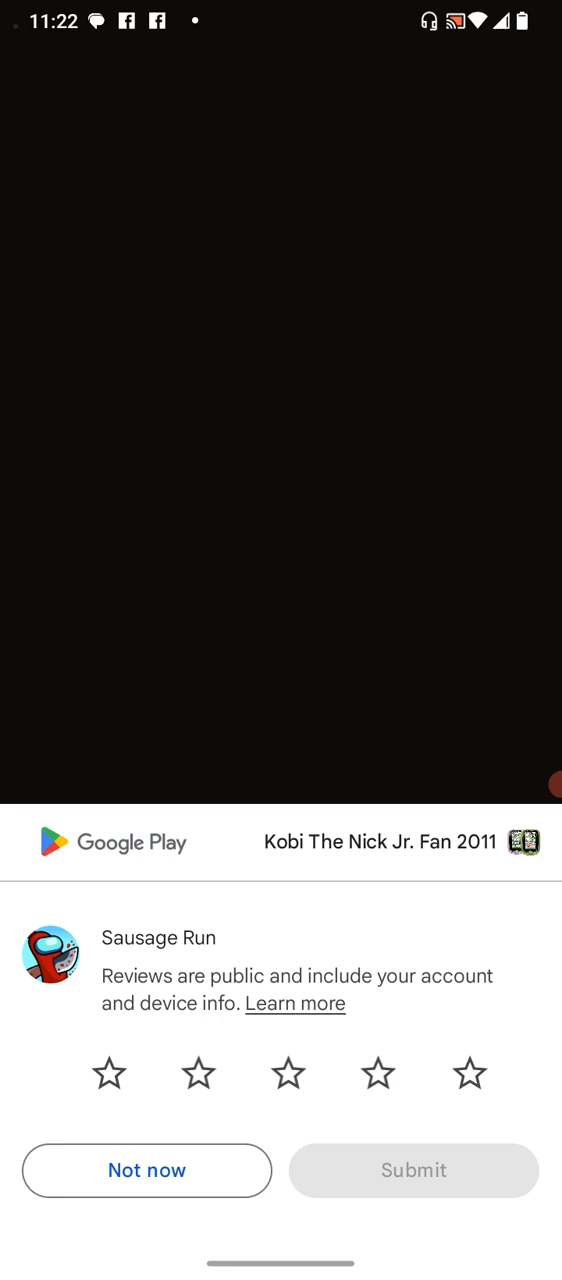 11:22
Google Play
Kobi The Nick Jr. Fan 2011
Sausage Run
Reviews are public and include your account
and device info. Learn more
Not now
Submit